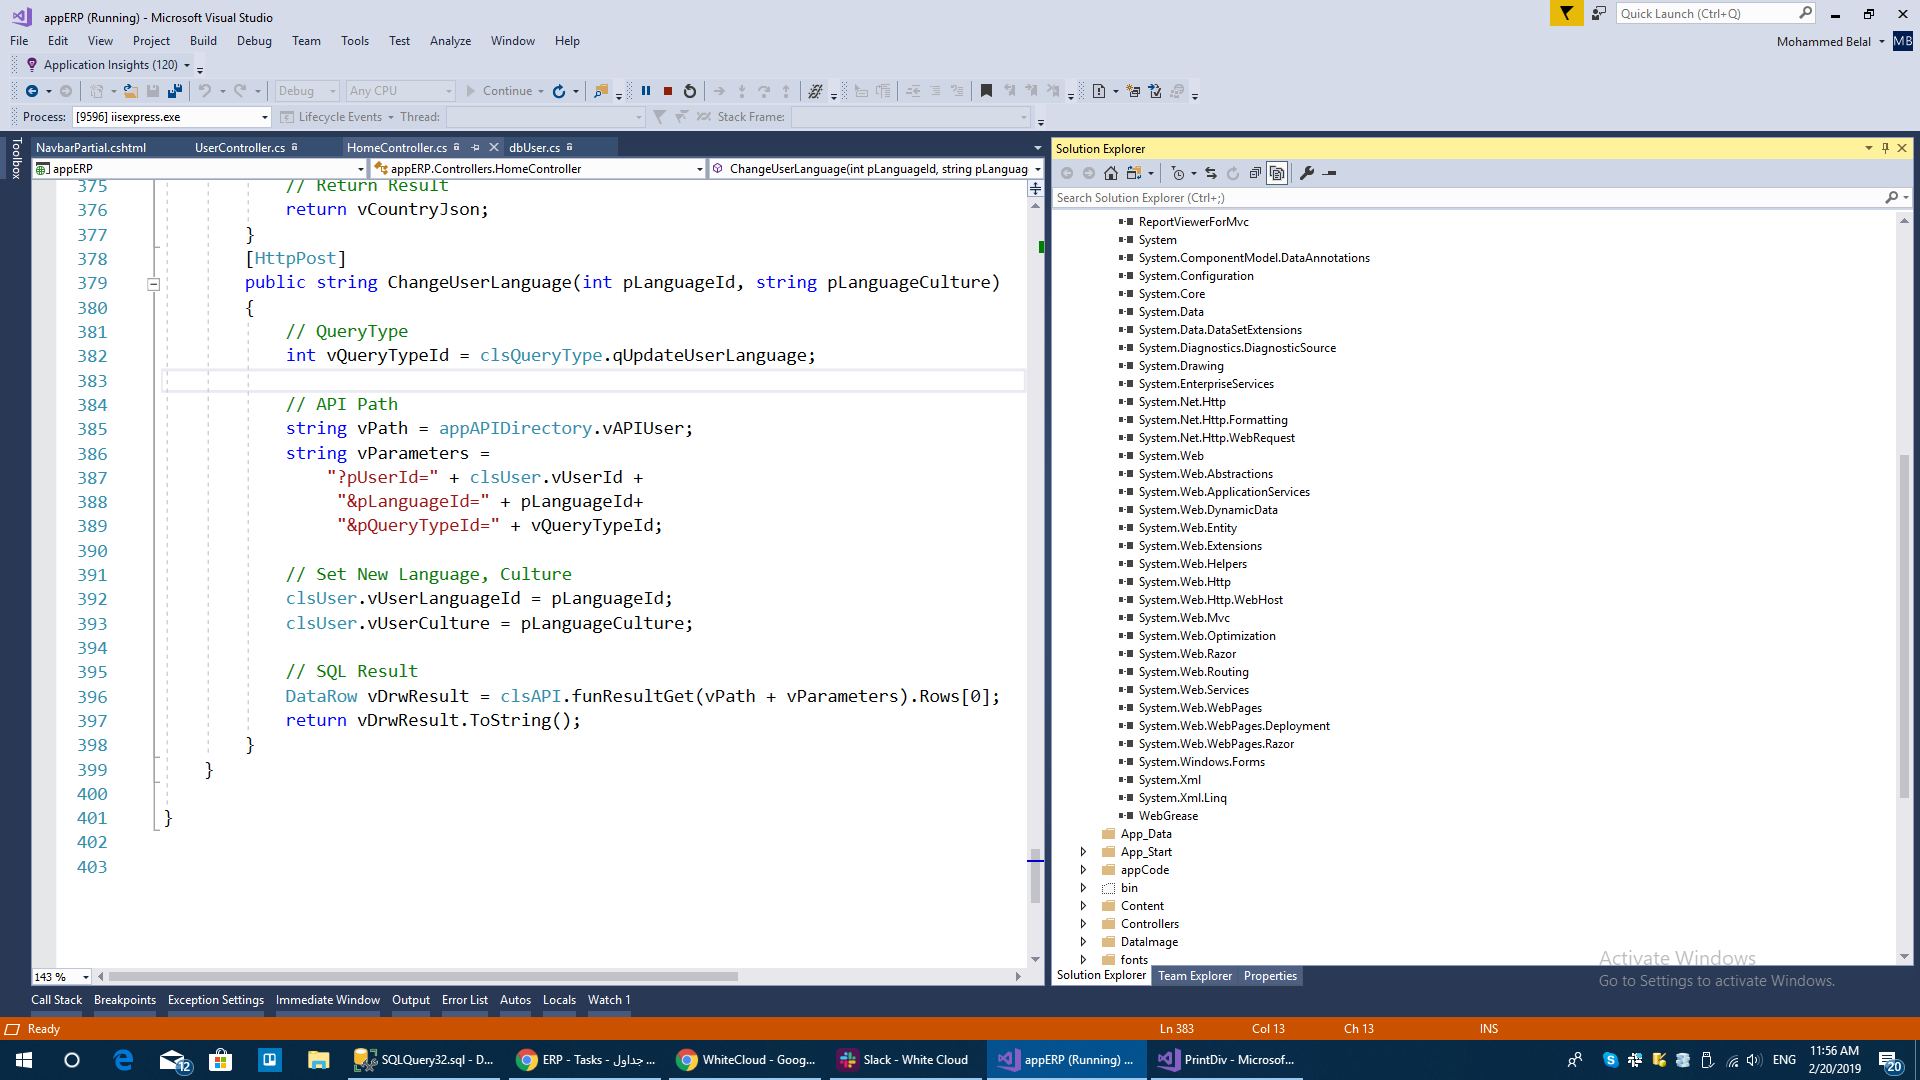 appERP (Running) - Microsoft Visual Studio
Quick Launch (Ctrl+Q)
File Edit View Project Build Debug Team Tools Test Analyze Window Help
Mohammed Belal MB
Application Insights (120)
Debug Any CPU Continue
Process: [9596] iisexpress.exe Lifecycle Events Thread: Stack Frame:
Toolbox
NavbarPartial.cshtml UserController.cs HomeController.cs dbUser.cs
appERP appERP.Controllers.HomeController ChangeUserLanguage(int pLanguageId, string pLanguag
375 // Return Result
376 return vCountryJson;
377 }
378 [HttpPost]
379 public string ChangeUserLanguage(int pLanguageId, string pLanguageCulture)
380 {
381 // QueryType
382 int vQueryTypeId = clsQueryType.qUpdateUserLanguage;
383
384 // API Path
385 string vPath = appAPIDirectory.vAPIUser;
386 string vParameters =
387 "?pUserId=" + clsUser.vUserId +
388 "&pLanguageId=" + pLanguageId+
389 "&pQueryTypeId=" + vQueryTypeId;
390
391 // Set New Language, Culture
392 clsUser.vUserLanguageId = pLanguageId;
393 clsUser.vUserCulture = pLanguageCulture;
394
395 // SQL Result
396 DataRow vDrwResult = clsAPI.funResultGet(vPath + vParameters).Rows[0];
397 return vDrwResult.ToString();
398 }
399 }
400
401 }
402
403
143 %
Solution Explorer
Search Solution Explorer (Ctrl+;)
ReportViewerForMvc
System
System.ComponentModel.DataAnnotations
System.Configuration
System.Core
System.Data
System.Data.DataSetExtensions
System.Diagnostics.DiagnosticSource
System.Drawing
System.EnterpriseServices
System.Net.Http
System.Net.Http.Formatting
System.Net.Http.WebRequest
System.Web
System.Web.Abstractions
System.Web.ApplicationServices
System.Web.DynamicData
System.Web.Entity
System.Web.Extensions
System.Web.Helpers
System.Web.Http
System.Web.Http.WebHost
System.Web.Mvc
System.Web.Optimization
System.Web.Razor
System.Web.Routing
System.Web.Services
System.Web.WebPages
System.Web.WebPages.Deployment
System.Web.WebPages.Razor
System.Windows.Forms
System.Xml
System.Xml.Linq
WebGrease
App_Data
App_Start
appCode
bin
Content
Controllers
DataImage
fonts
Activate Windows
Go to Settings to activate Windows.
Solution Explorer Team Explorer Properties
Call Stack Breakpoints Exception Settings Immediate Window Output Error List Autos Locals Watch 1
Ready Ln 383 Col 13 Ch 13 INS
12 SQLQuery32.sql - D... ERP - Tasks - جداول ... WhiteCloud - Goog... Slack - White Cloud appERP (Running) ... PrintDiv - Microsof... ENG 11:56 AM
2/20/2019 20